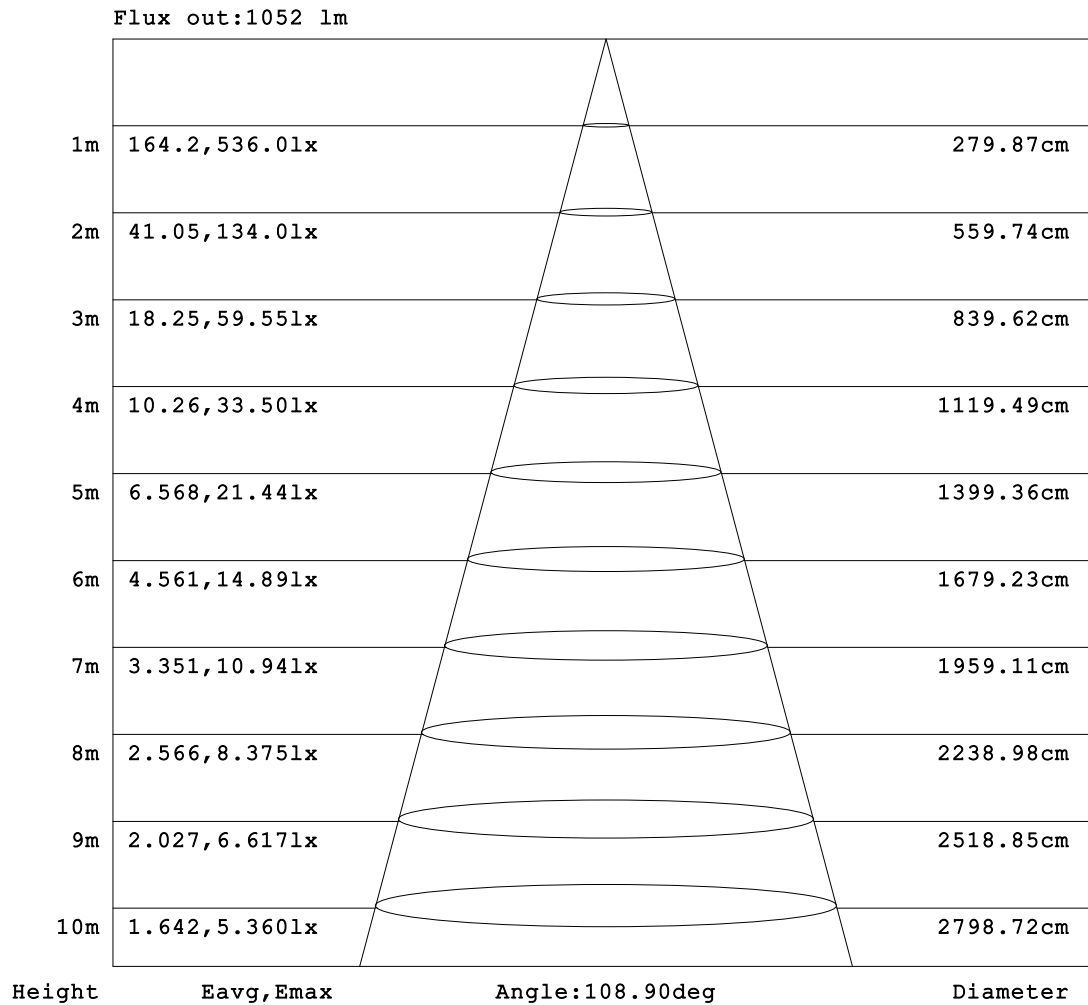 Flux out:1052 lm
1m 164.2,536.0lx 279.87cm
2m 41.05,134.0lx 559.74cm
3m 18.25,59.55lx 839.62cm
4m 10.26,33.50lx 1119.49cm
5m 6.568,21.44lx 1399.36cm
6m 4.561,14.89lx 1679.23cm
7m 3.351,10.94lx 1959.11cm
8m 2.566,8.375lx 2238.98cm
9m 2.027,6.617lx 2518.85cm
10m 1.642,5.360lx 2798.72cm
Height Eavg,Emax Angle:108.90deg Diameter